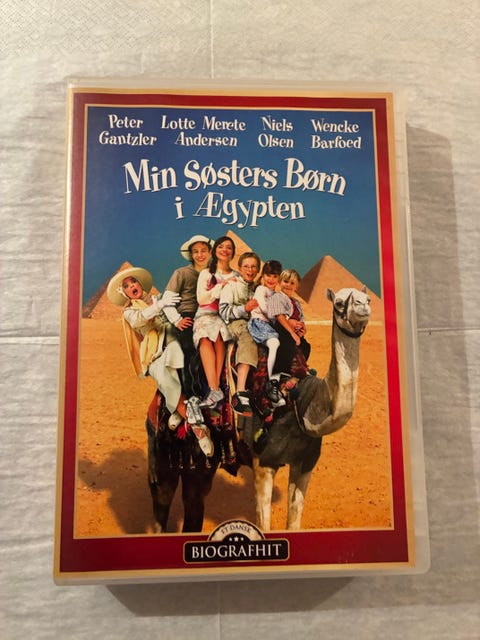 Peter Lotte Merete Niels Wencke
Gantzler Andersen Olsen Barfoed
Min Søsters Børn
i Ægypten
ET DANSK
BIOGRAFHIT